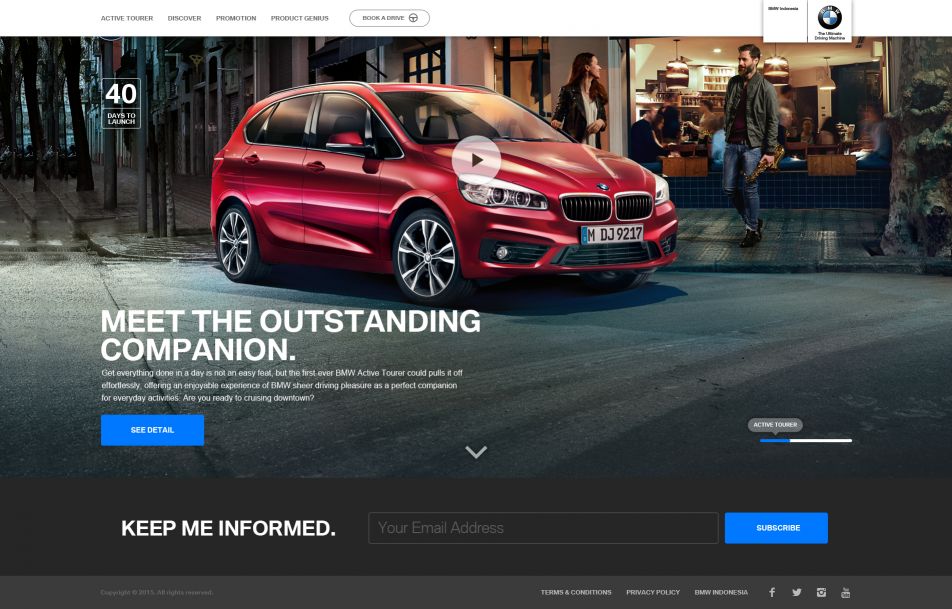 ACTIVE TOURER
DISCOVER
PROMOTION
PRODUCT GENIUS
BOOK A DRIVE
BMW Indonesia
BMW
The Ultimate
Driving Machine
40
DAYS TO
LAUNCH
M DJ 9217
MEET THE OUTSTANDING
COMPANION.
Get everything done in a day is not an easy feat, but the first-ever BMW Active Tourer could pulls it off
effortlessly, offering an enjoyable experience of BMW sheer driving pleasure as a perfect companion
for everyday activities. Are you ready to cruising downtown?
SEE DETAIL
ACTIVE TOURER
KEEP ME INFORMED.
Your Email Address
SUBSCRIBE
Copyright © 2015. All rights reserved.
TERMS & CONDITIONS
PRIVACY POLICY
BMW INDONESIA
You
Tube